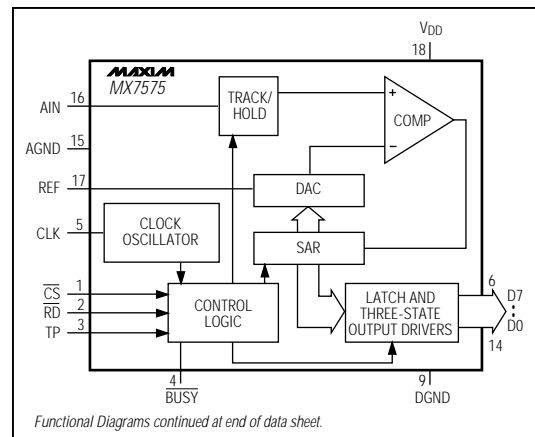 VDD
18
MAXIM
MX7575
AIN 16
TRACK/
HOLD
+
COMP
−
AGND 15
REF 17
DAC
CLK 5
CLOCK
OSCILLATOR
SAR
CS 1
RD 2
TP 3
CONTROL
LOGIC
LATCH AND
THREE-STATE
OUTPUT DRIVERS
6
D7
D0
14
4
BUSY
9
DGND
Functional Diagrams continued at end of data sheet.